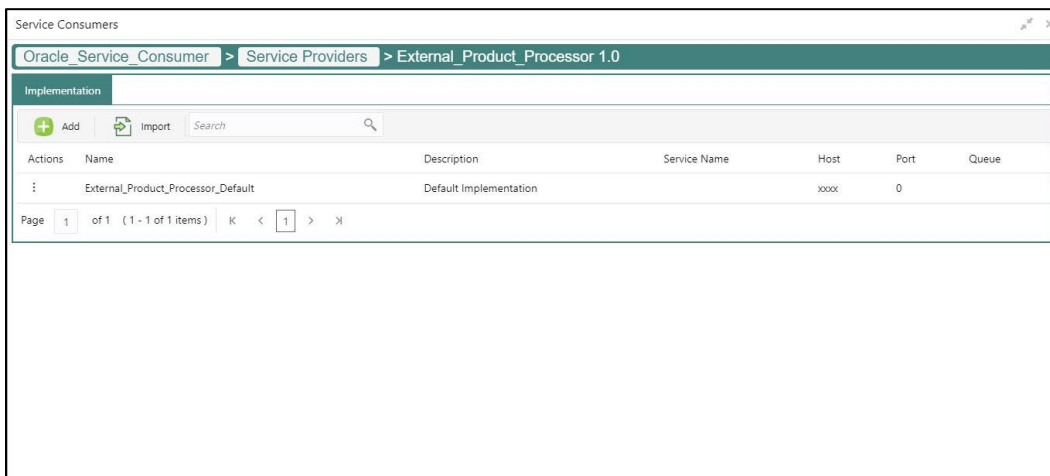 Service Consumers
Oracle_Service_Consumer > Service Providers > External_Product_Processor 1.0
Implementation
Add Import Search
Actions Name Description Service Name Host Port Queue
External_Product_Processor_Default Default Implementation xxxx 0
Page 1 of 1 (1 - 1 of 1 items) K < 1 > >|